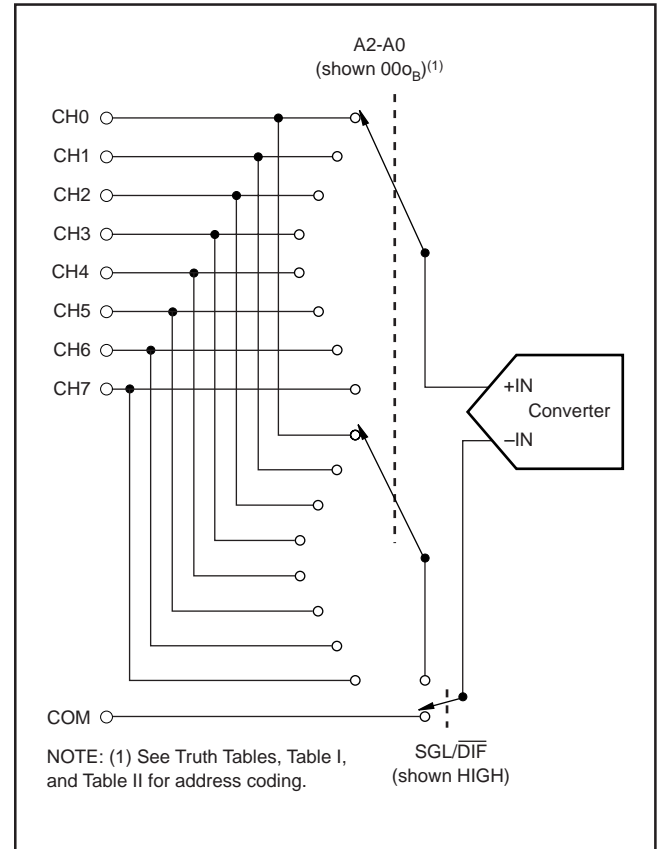 A2-A0
(shown 00oB)(1)
CH0
CH1
CH2
CH3
CH4
CH5
CH6
CH7
+IN
Converter
–IN
COM
SGL/DIF
(shown HIGH)
NOTE: (1) See Truth Tables, Table I,
and Table II for address coding.